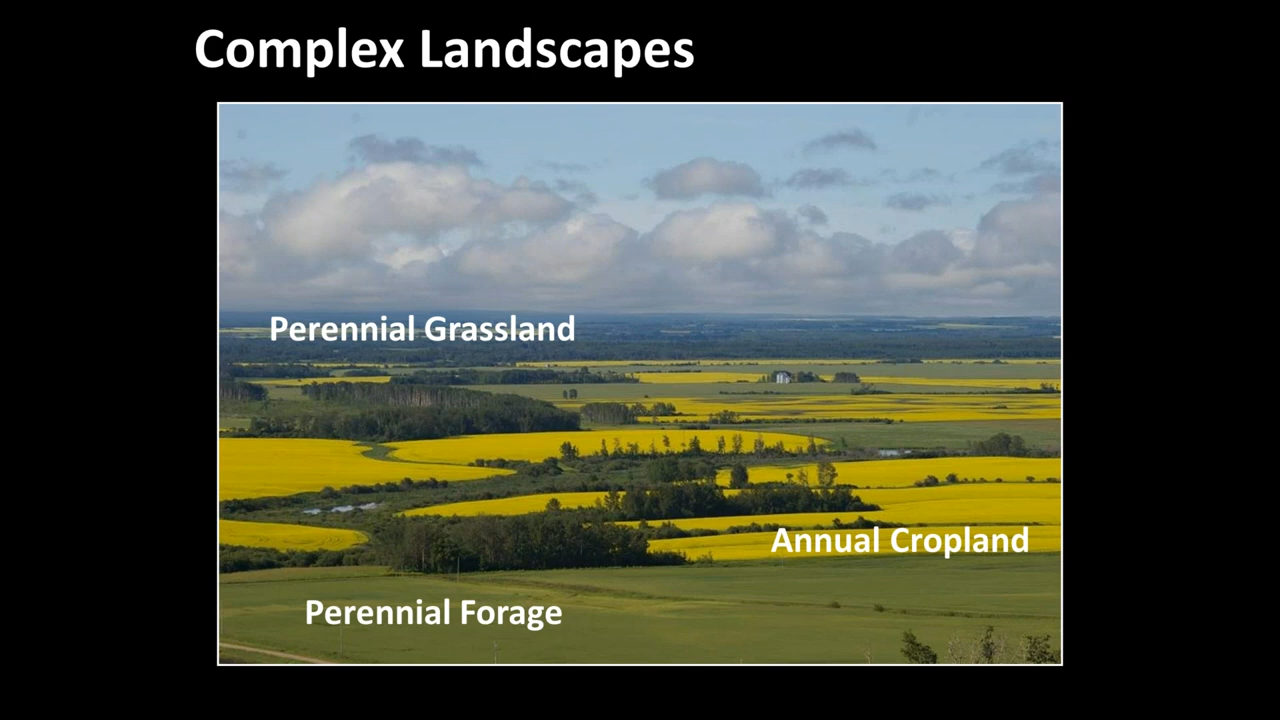 Complex Landscapes
Perennial Grassland
Annual Cropland
Perennial Forage